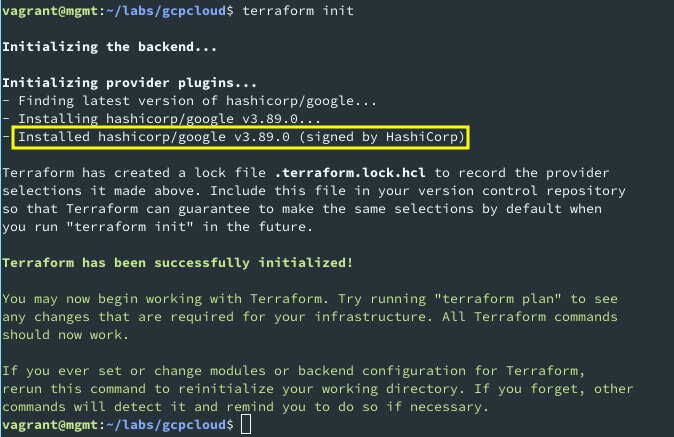 vagrant@mgmt:~/labs/gcpcloud$ terraform init
Initializing the backend...
Initializing provider plugins...
- Finding latest version of hashicorp/google...
- Installing hashicorp/google v3.89.0...
- Installed hashicorp/google v3.89.0 (signed by HashiCorp)
Terraform has created a lock file .terraform.lock.hcl to record the provider
selections it made above. Include this file in your version control repository
so that Terraform can guarantee to make the same selections by default when
you run "terraform init" in the future.
Terraform has been successfully initialized!
You may now begin working with Terraform. Try running "terraform plan" to see
any changes that are required for your infrastructure. All Terraform commands
should now work.
If you ever set or change modules or backend configuration for Terraform,
rerun this command to reinitialize your working directory. If you forget, other
commands will detect it and remind you to do so if necessary.
vagrant@mgmt:~/labs/gcpcloud$